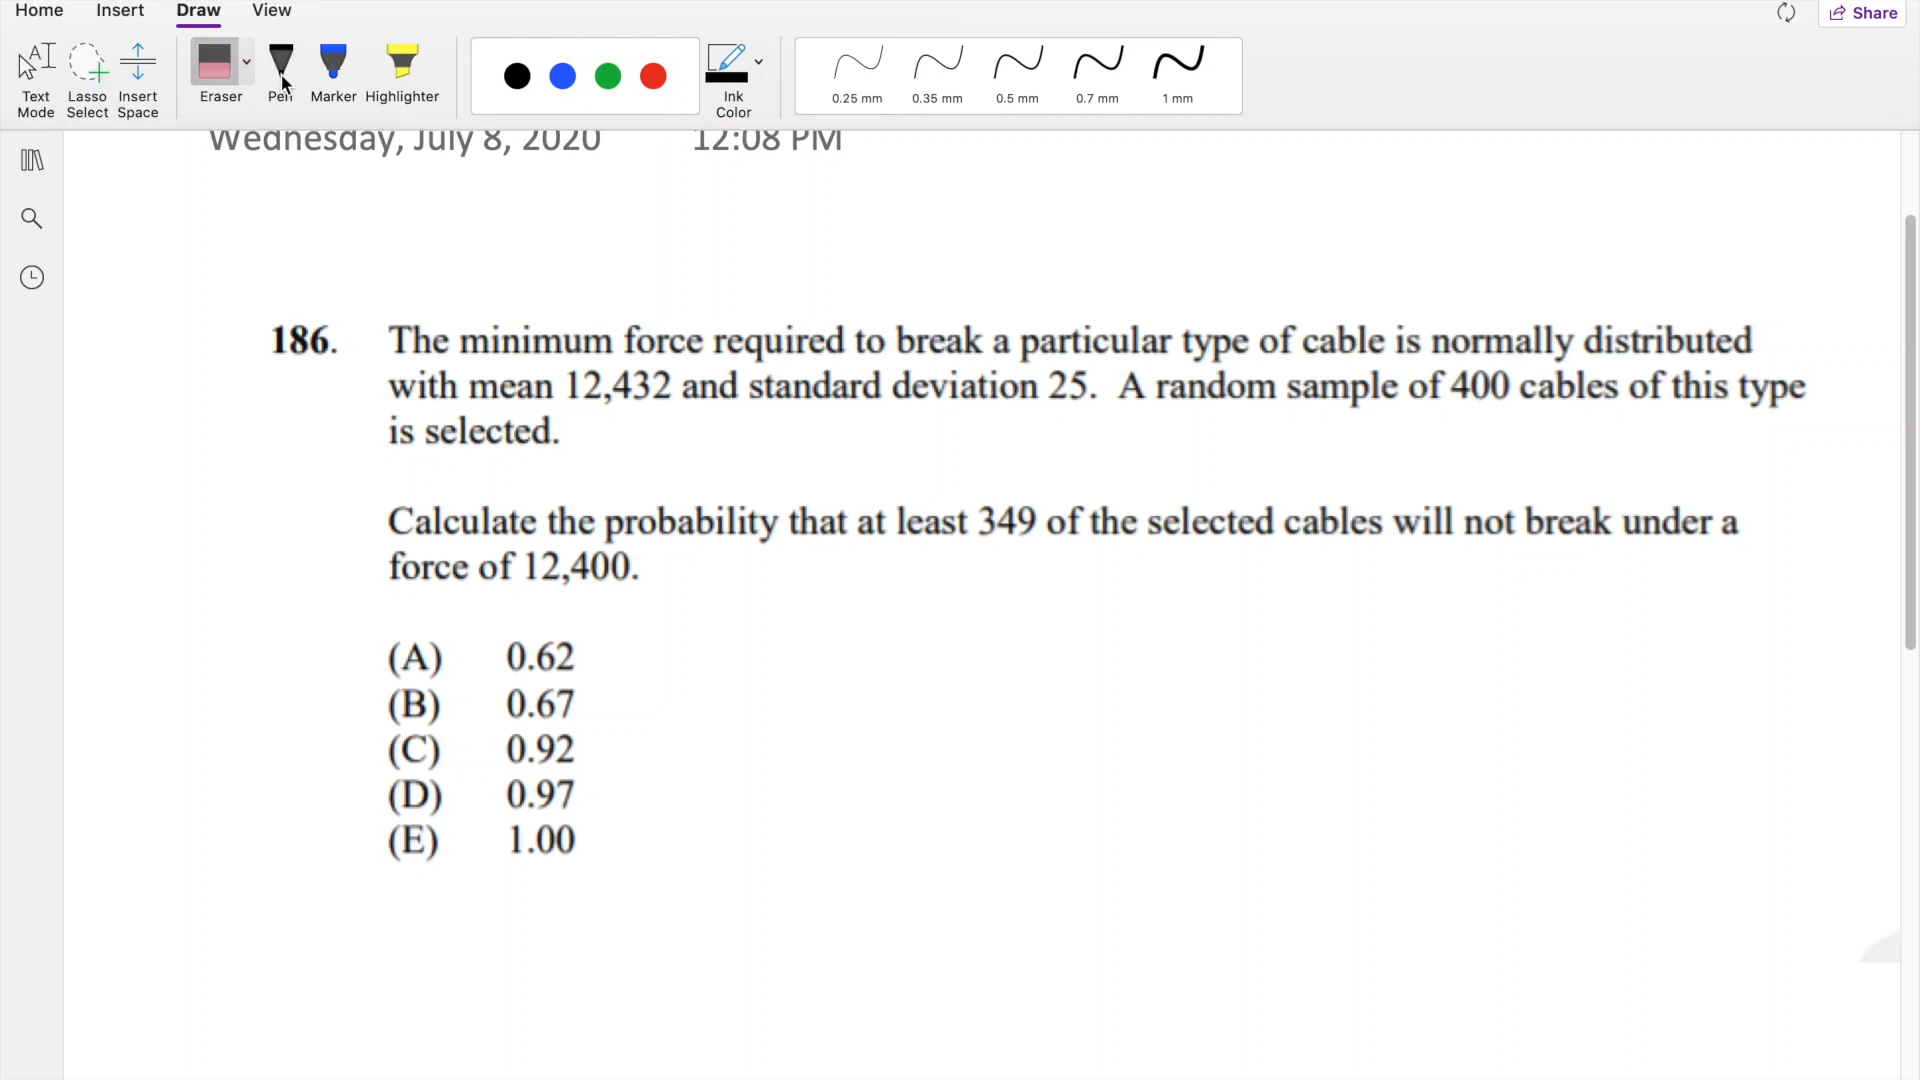 Home Insert Draw View
Share
Text Mode
Lasso Select
Insert Space
Eraser
Pen
Marker
Highlighter
Ink Color
0.25 mm
0.35 mm
0.5 mm
0.7 mm
1 mm
Wednesday, July 8, 2020 12:08 PM
186. The minimum force required to break a particular type of cable is normally distributed
with mean 12,432 and standard deviation 25. A random sample of 400 cables of this type
is selected.
Calculate the probability that at least 349 of the selected cables will not break under a
force of 12,400.
(A) 0.62
(B) 0.67
(C) 0.92
(D) 0.97
(E) 1.00